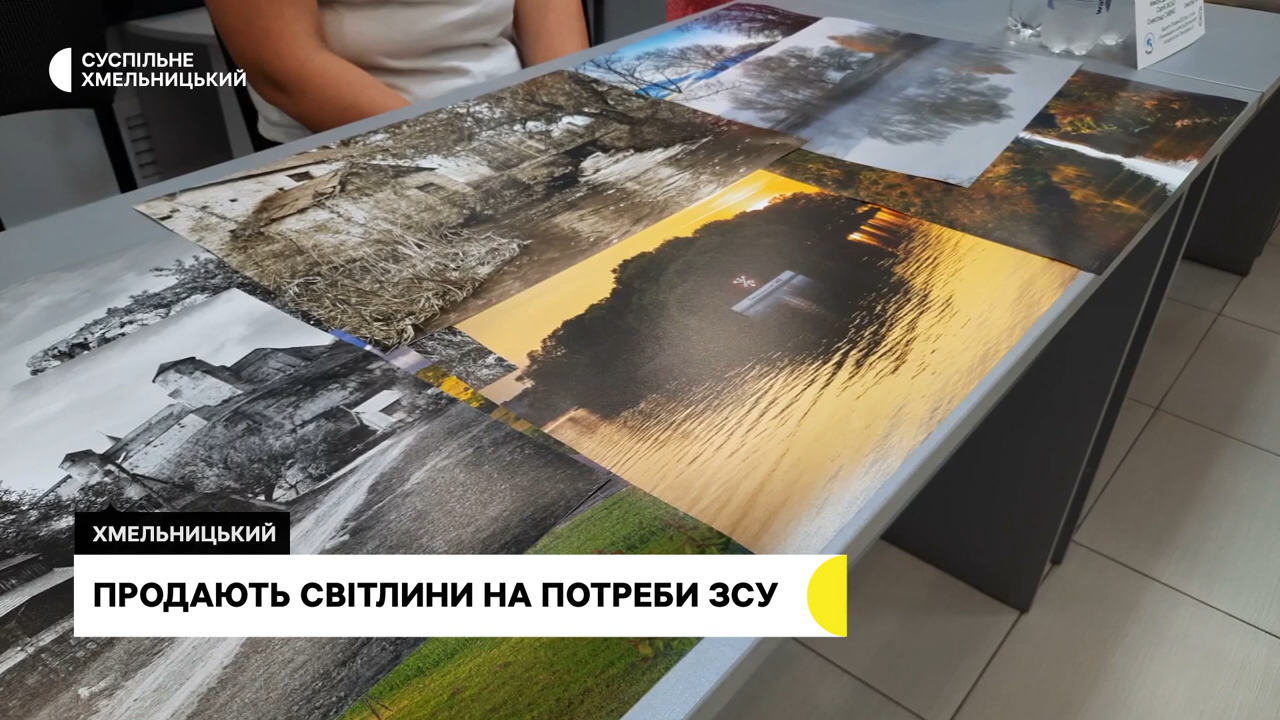 СУСПІЛЬНЕ
ХМЕЛЬНИЦЬКИЙ
ХМЕЛЬНИЦЬКИЙ
ПРОДАЮТЬ СВІТЛИНИ НА ПОТРЕБИ ЗСУ